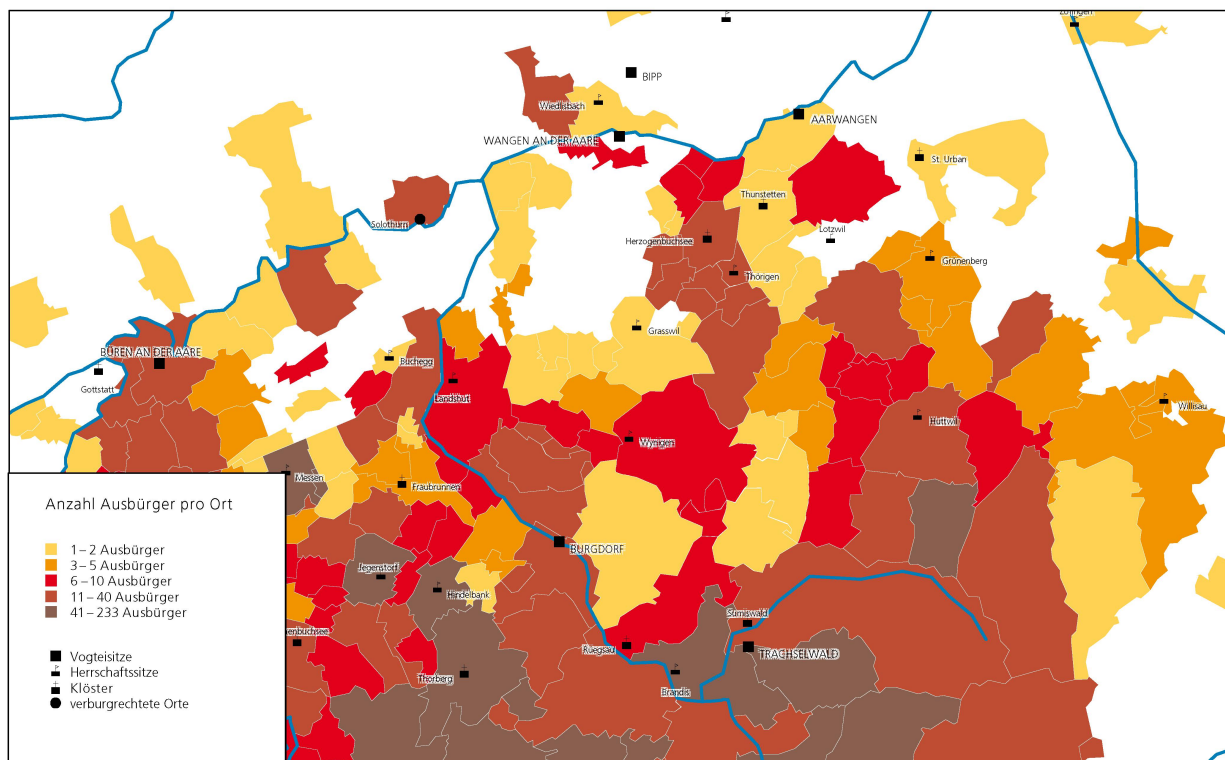 Zofingen
BIPP
Wiedlisbach
AARWANGEN
WANGEN AN DER AARE
St. Urban
Thunstetten
Solothurn
Lotzwil
Herzogenbuchsee
Grünenberg
Thörigen
Grasswil
BÜREN AN DER AARE
Buchegg
Gottstatt
Landshut
Willisau
Huttwil
Wynigen
Messen
Fraubrunnen
BURGDORF
Jegenstorf
Hindelbank
Sumiswald
Ruegsau
TRACHSELWALD
Thorberg
Brandis
enbuchsee
Anzahl Ausbürger pro Ort
1 – 2 Ausbürger
3 – 5 Ausbürger
6 – 10 Ausbürger
11 – 40 Ausbürger
41 – 233 Ausbürger
Vogteisitze
Herrschaftssitze
Klöster
verburgrechtete Orte